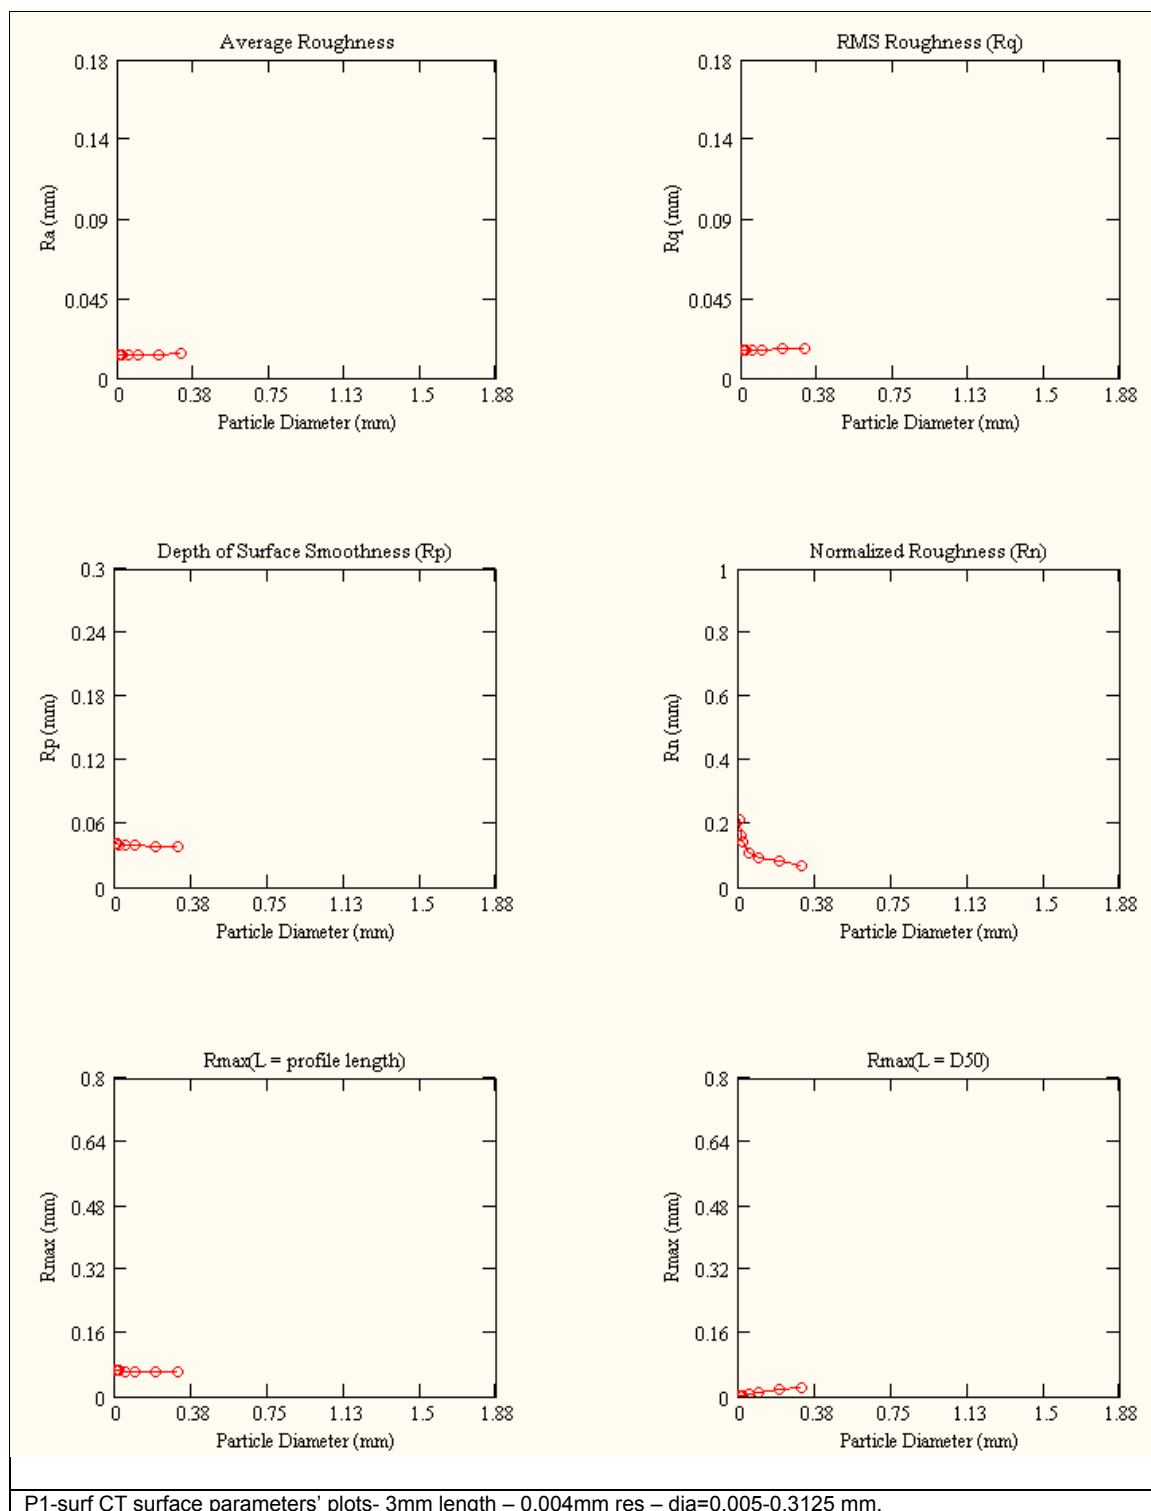 Average Roughness
0.18
0.14
0.09
0.045
0
Ra (mm)
0 0.38 0.75 1.13 1.5 1.88
Particle Diameter (mm)
RMS Roughness (Rq)
0.18
0.14
0.09
0.045
0
Rq (mm)
0 0.38 0.75 1.13 1.5 1.88
Particle Diameter (mm)
Depth of Surface Smoothness (Rp)
0.3
0.24
0.18
0.12
0.06
0
Rp (mm)
0 0.38 0.75 1.13 1.5 1.88
Particle Diameter (mm)
Normalized Roughness (Rn)
1
0.8
0.6
0.4
0.2
0
Rn (mm)
0 0.38 0.75 1.13 1.5 1.88
Particle Diameter (mm)
Rmax(L = profile length)
0.8
0.64
0.48
0.32
0.16
0
Rmax (mm)
0 0.38 0.75 1.13 1.5 1.88
Particle Diameter (mm)
Rmax(L = D50)
0.8
0.64
0.48
0.32
0.16
0
Rmax (mm)
0 0.38 0.75 1.13 1.5 1.88
Particle Diameter (mm)
P1-surf CT surface parameters’ plots- 3mm length – 0.004mm res – dia=0.005-0.3125 mm.